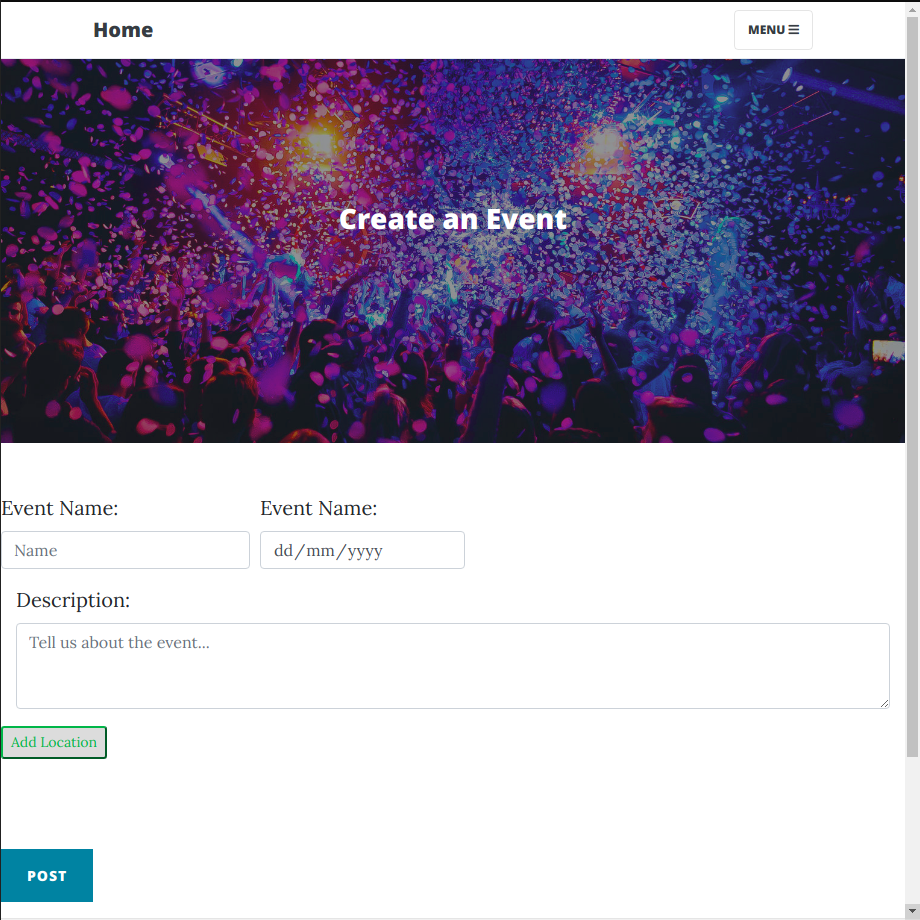 Home
MENU
Create an Event
Event Name:
Event Name:
Name
dd/mm/yyyy
Description:
Tell us about the event...
Add Location
POST